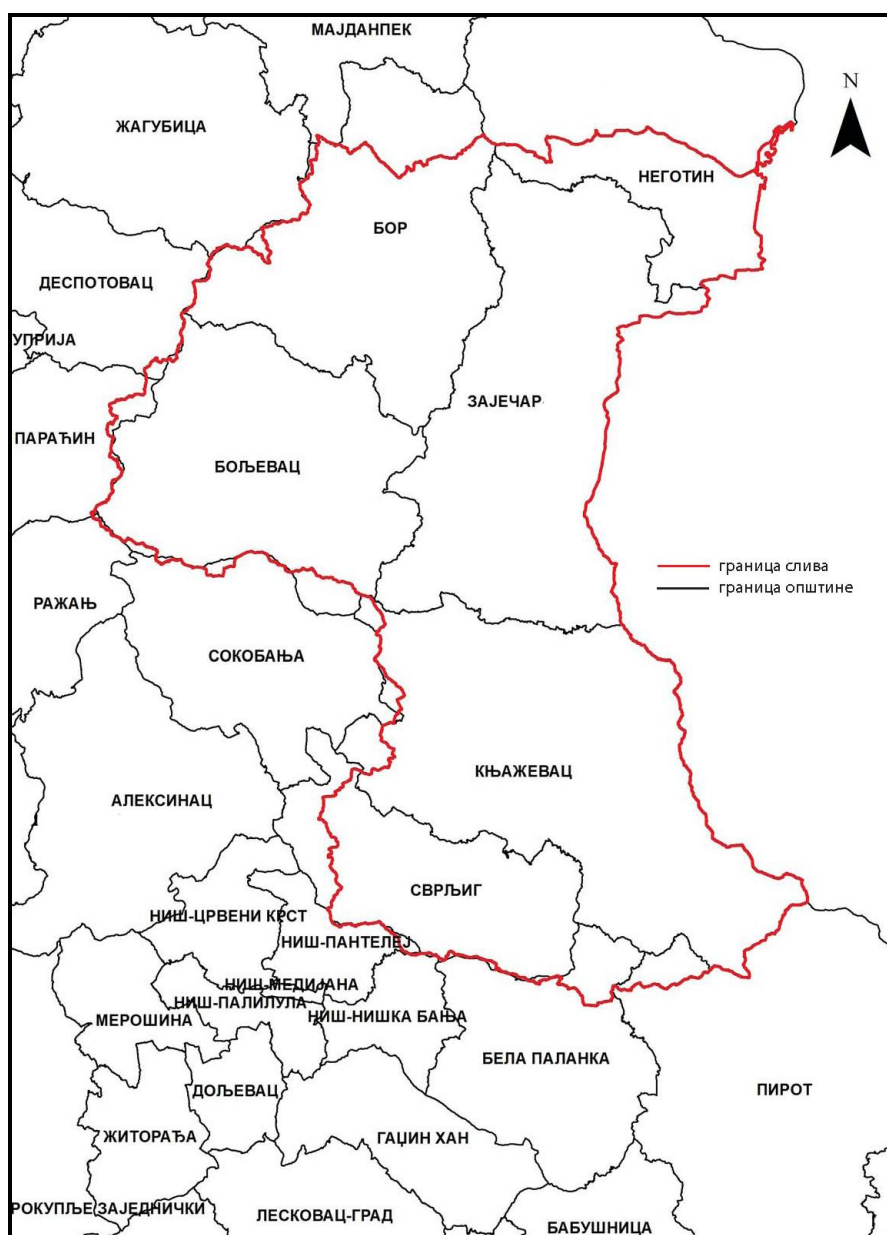 МАЈДАНПЕК
N
ЖАГУБИЦА
НЕГОТИН
БОР
ДЕСПОТОВАЦ
УПРИЈА
ЗАЈЕЧАР
ПАРАЋИН
БОЉЕВАЦ
граница слива
граница општине
РАЖАЊ
СОКОБАЊА
КЊАЖЕВАЦ
АЛЕКСИНАЦ
СВРЉИГ
НИШ-ЦРВЕНИ КРСТ
НИШ-ПАНТЕЛЕЈ
НИШ-МЕДИЈАНА
НИШ-ПАЛИЛУЛА
МЕРОШИНА
НИШ-НИШКА БАЊА
БЕЛА ПАЛАНКА
ДОЉЕВАЦ
ПИРОТ
ЖИТОРАЂА
ГАЏИН ХАН
РОКУПЉЕ ЗАЈЕДНИЧКИ
ЛЕСКОВАЦ-ГРАД
БАБУШНИЦА